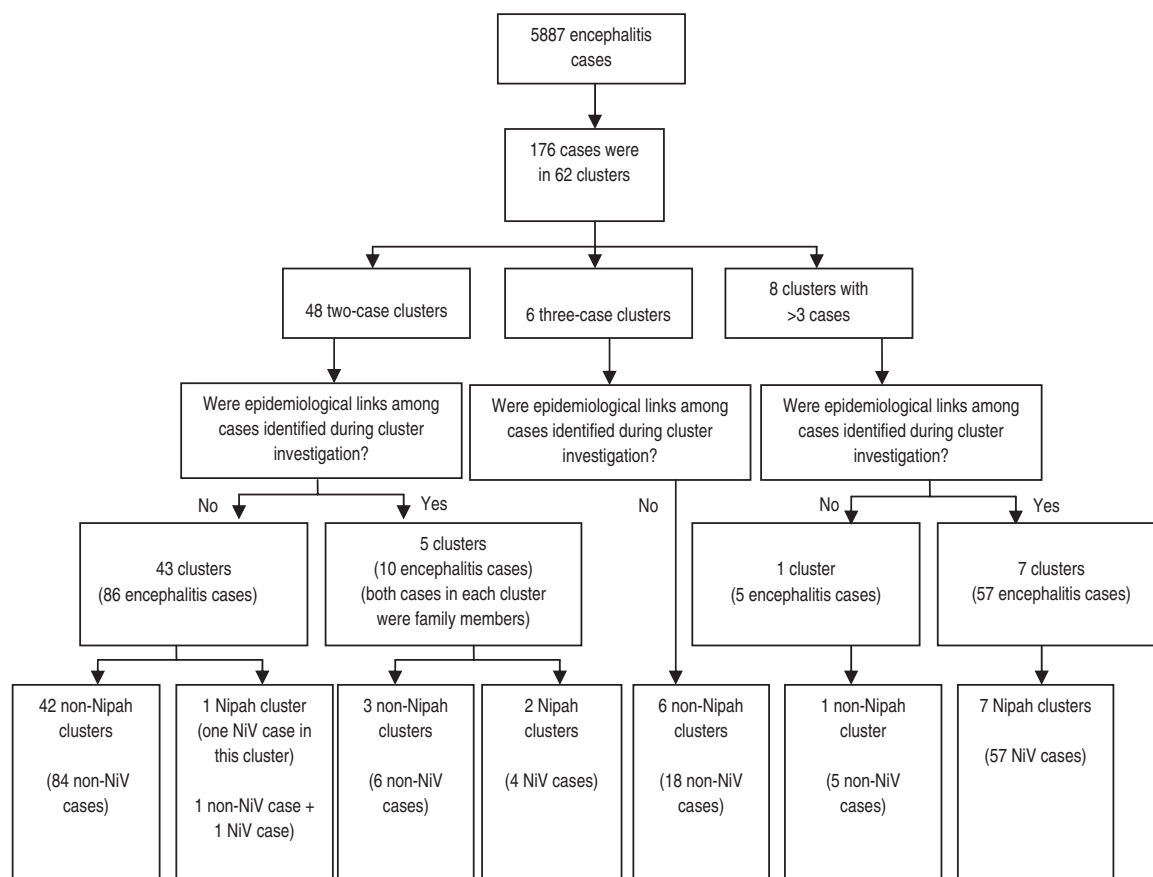 5887 encephalitis
cases
176 cases were
in 62 clusters
48 two-case clusters
6 three-case clusters
8 clusters with
>3 cases
Were epidemiological links among
cases identified during cluster
investigation?
Were epidemiological links among
cases identified during cluster
investigation?
Were epidemiological links among
cases identified during cluster
investigation?
No
Yes
No
No
Yes
43 clusters
(86 encephalitis cases)
5 clusters
(10 encephalitis cases)
(both cases in each cluster
were family members)
1 cluster
(5 encephalitis cases)
7 clusters
(57 encephalitis cases)
42 non-Nipah
clusters
(84 non-NiV
cases)
1 Nipah cluster
(one NiV case in
this cluster)
1 non-NiV case +
1 NiV case)
3 non-Nipah
clusters
(6 non-NiV
cases)
2 Nipah
clusters
(4 NiV cases)
6 non-Nipah
clusters
(18 non-NiV
cases)
1 non-Nipah
cluster
(5 non-NiV
cases)
7 Nipah clusters
(57 NiV cases)